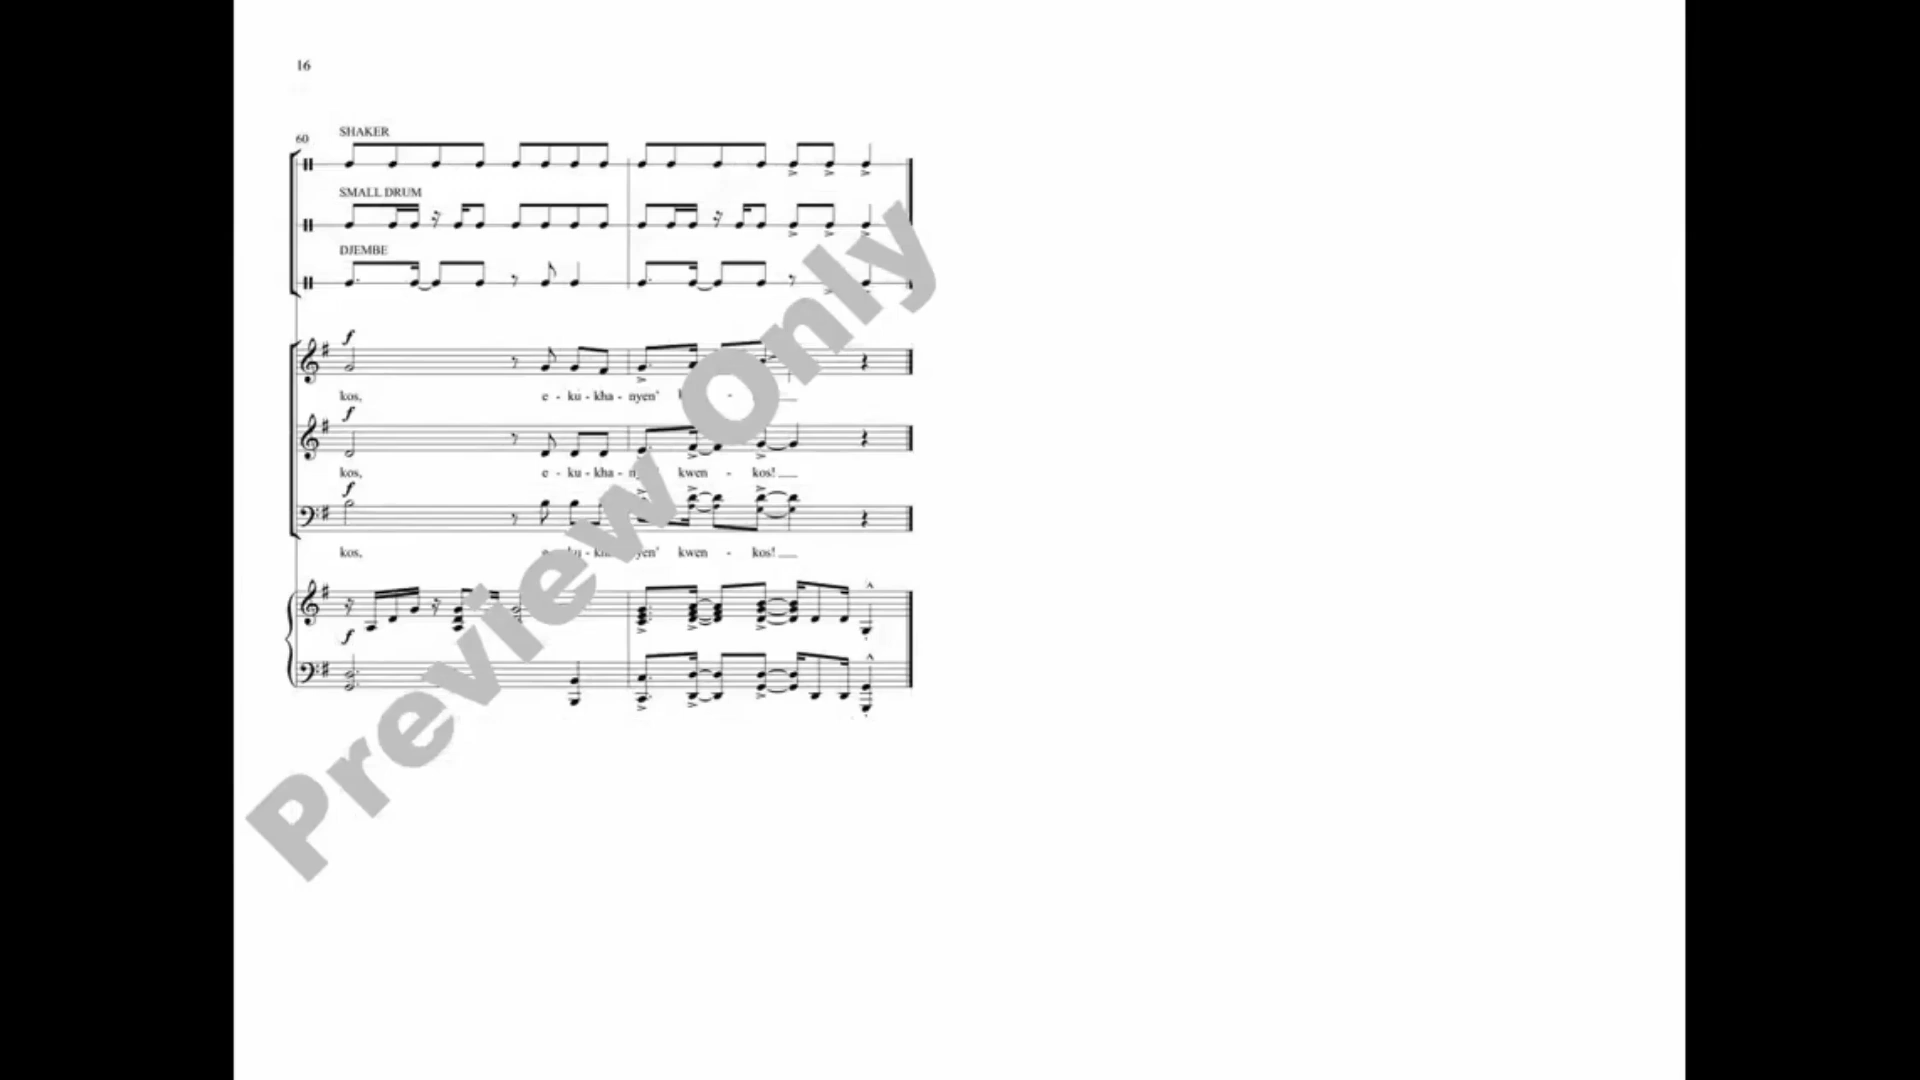 16
60
SHAKER
SMALL DRUM
DJEMBE
f
kos, e - ku - kha - nyen'
f
kos, e - ku - kha - kwen - kos!
f
kos, kwen - kos!
f
Preview Only